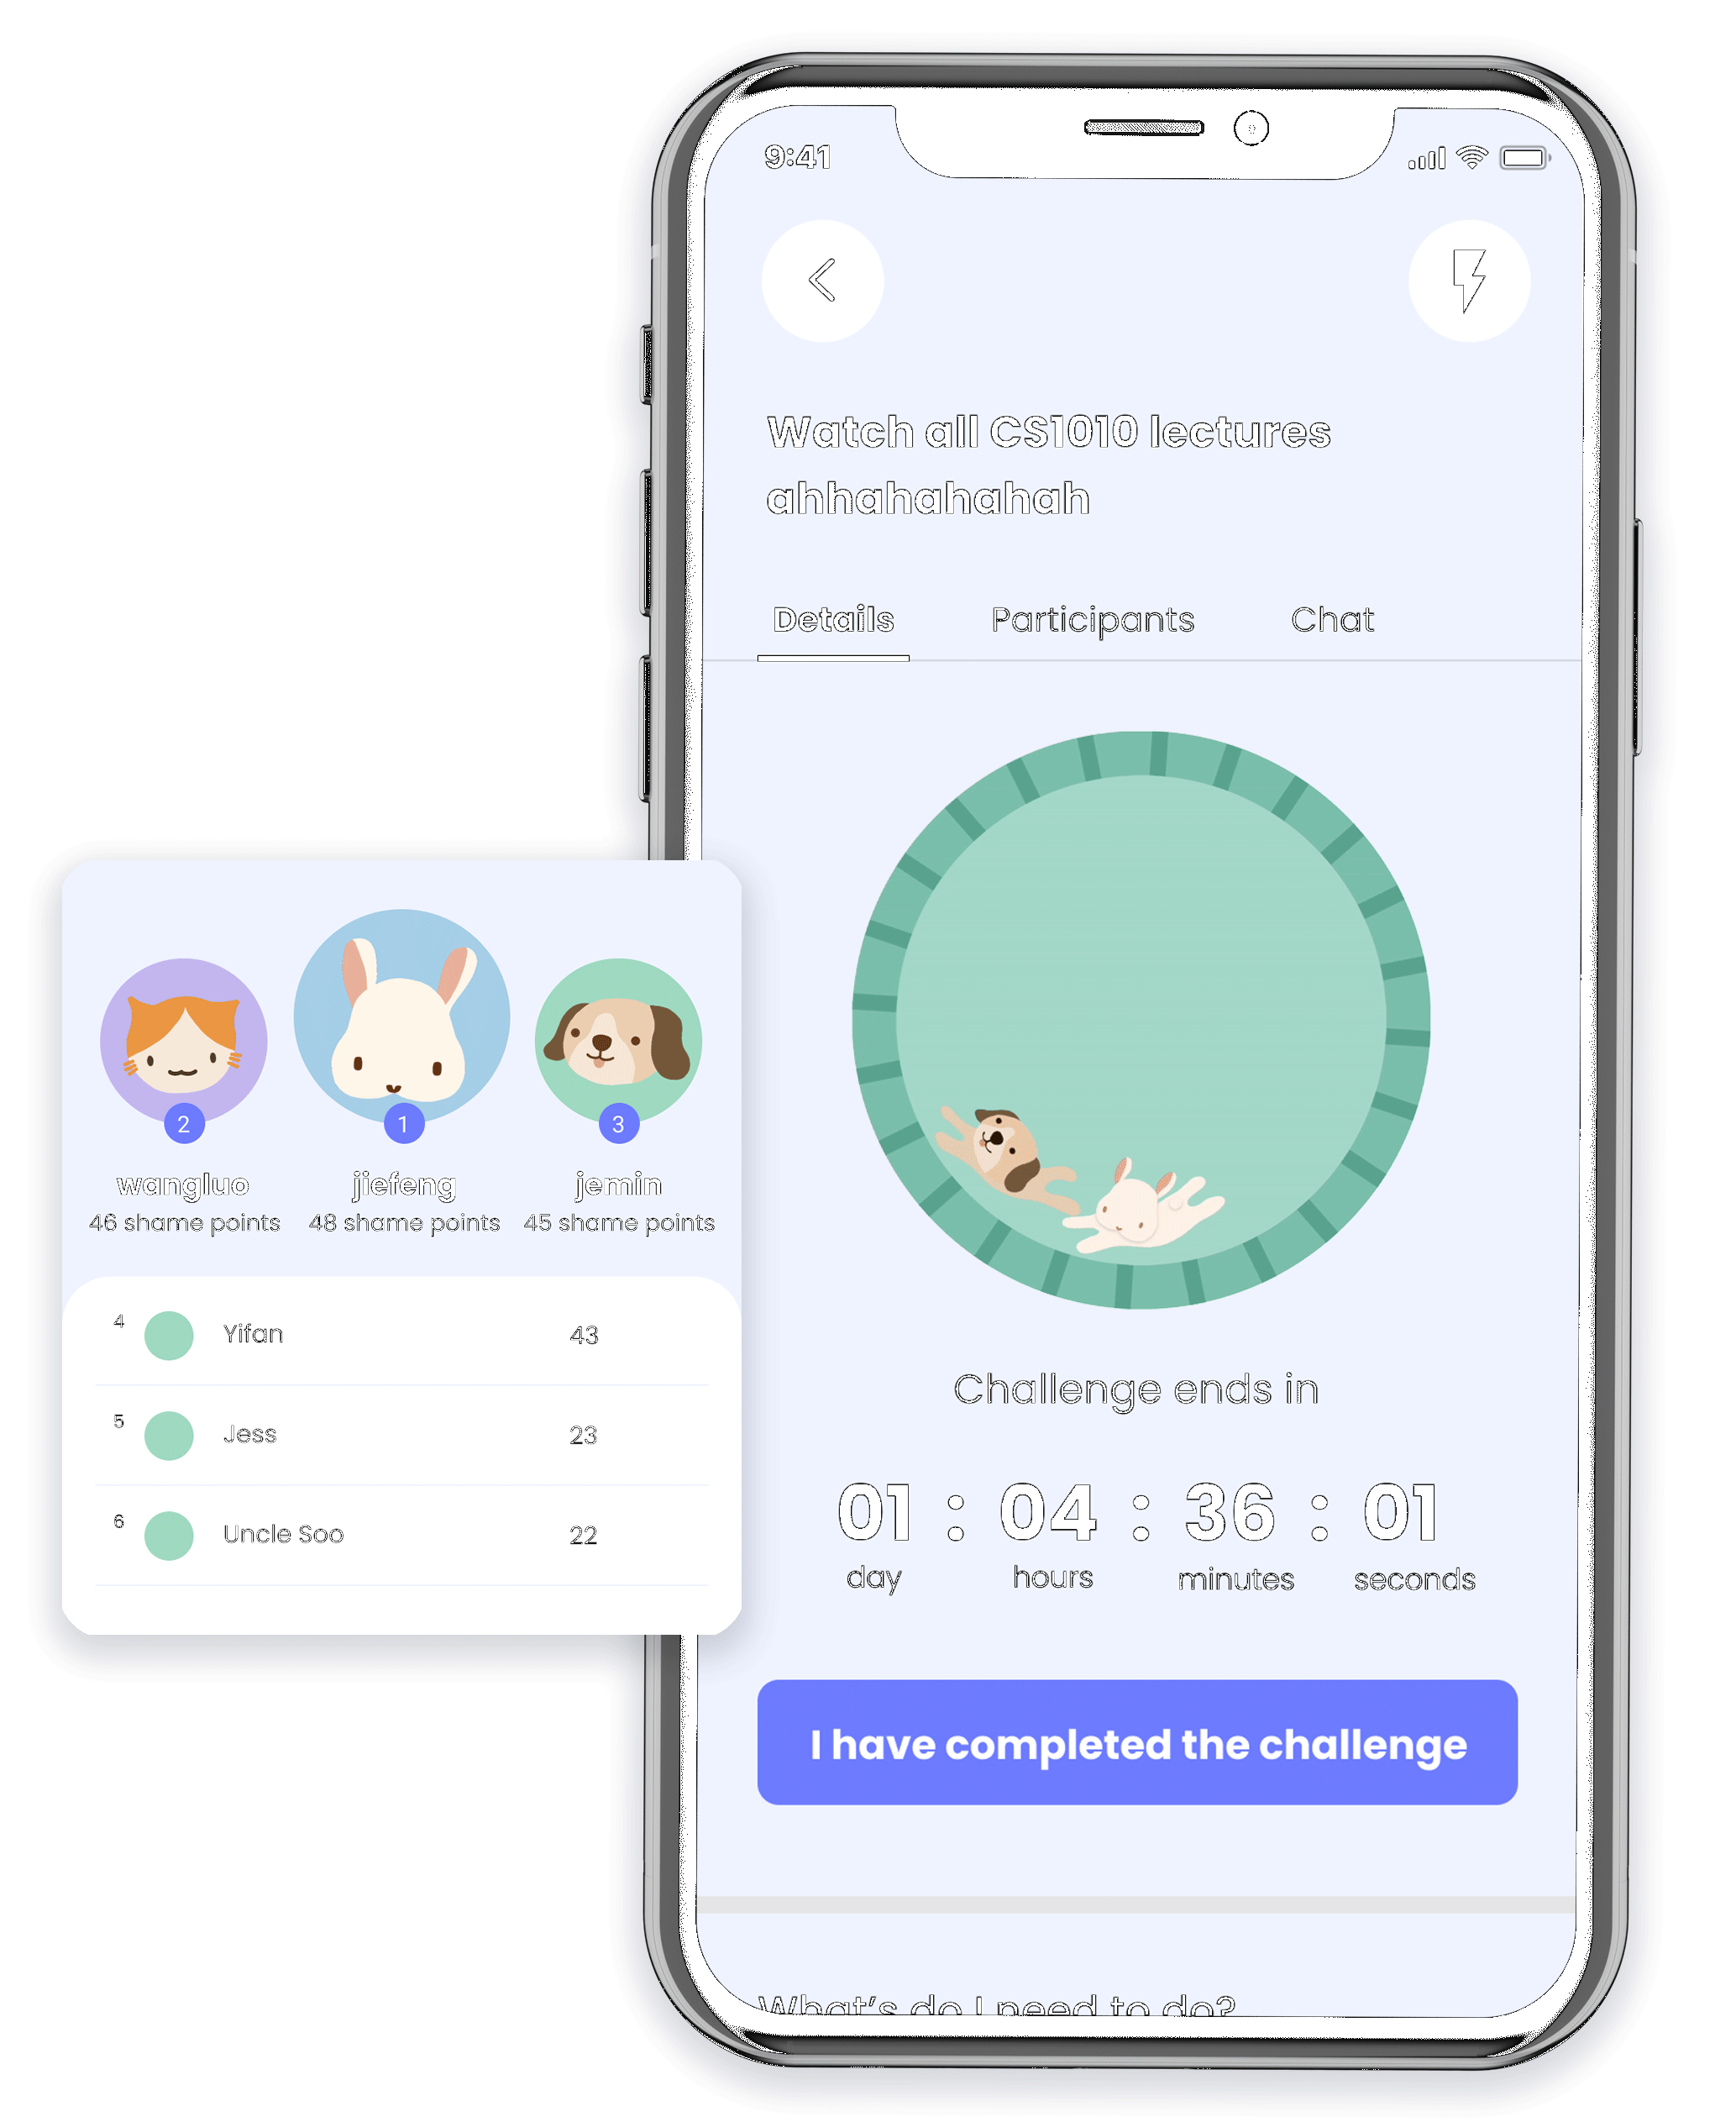 9:41
Watch all CS1010 lectures
ahhahahahah
Details Participants Chat
2 1 3
wangluo jiefeng jemin
46 shame points 48 shame points 45 shame points
4 Yifan 43
5 Jess 23
6 Uncle Soo 22
Challenge ends in
01 : 04 : 36 : 01
day hours minutes seconds
I have completed the challenge
What's do I need to do?